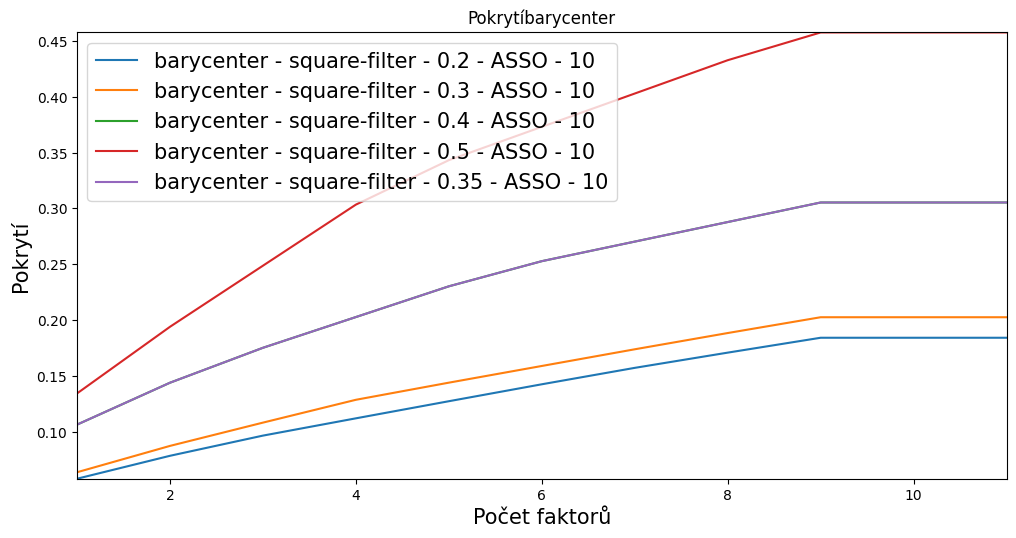 Pokrytíbarycenter
0.45
0.40
0.35
0.30
0.25
0.20
0.15
0.10
Pokrytí
barycenter - square-filter - 0.2 - ASSO - 10
barycenter - square-filter - 0.3 - ASSO - 10
barycenter - square-filter - 0.4 - ASSO - 10
barycenter - square-filter - 0.5 - ASSO - 10
barycenter - square-filter - 0.35 - ASSO - 10
2 4 6 8 10
Počet faktorů